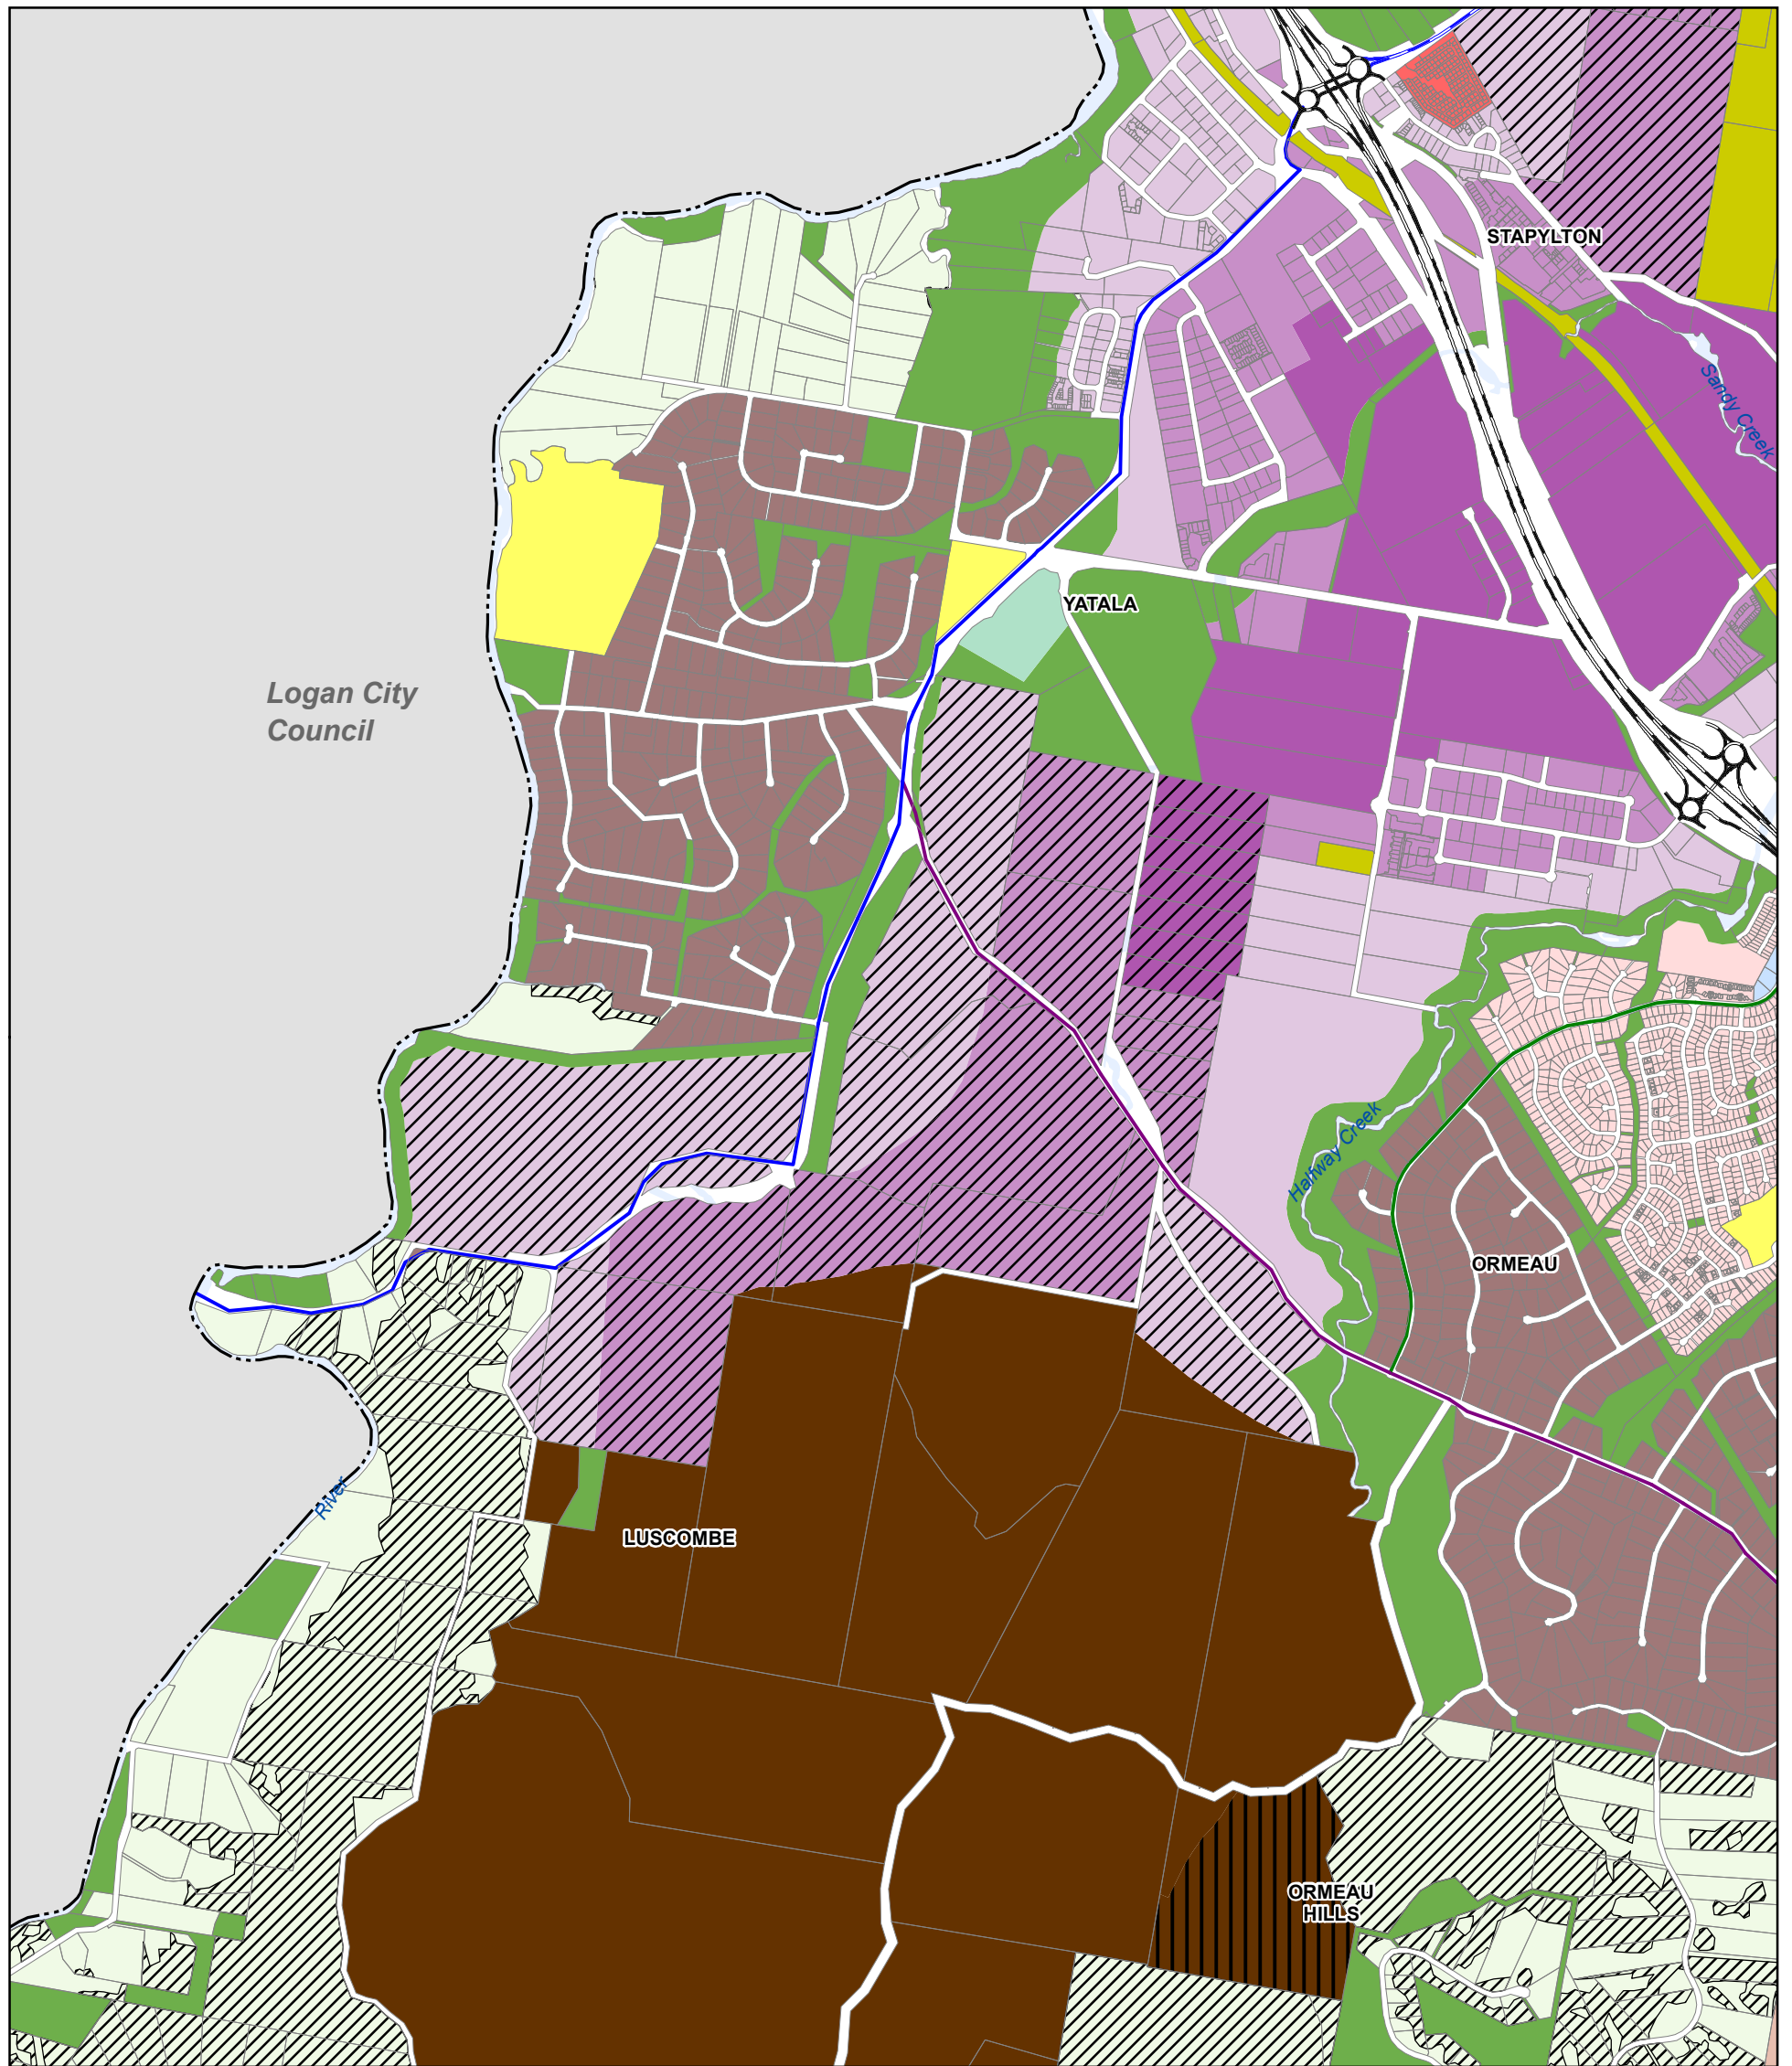 STAPYLTON
Sandy Creek
YATALA
Logan City
Council
Halfway Creek
ORMEAU
River
LUSCOMBE
ORMEAU
HILLS